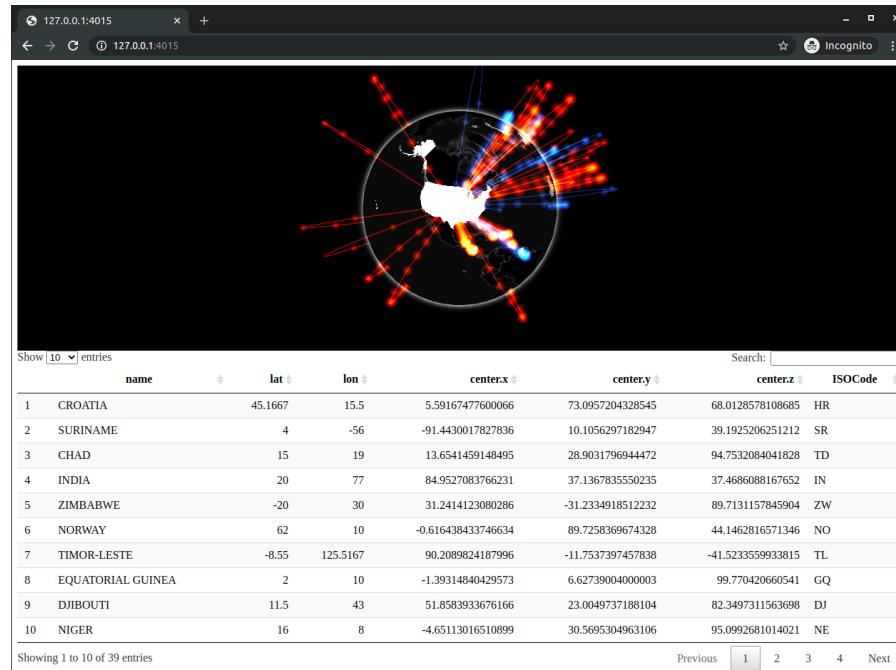 127.0.0.1:4015
127.0.0.1:4015 Incognito
Show 10 entries Search:
name lat lon center.x center.y center.z ISOCode
1 CROATIA 45.1667 15.5 5.59167477600066 73.0957204328545 68.0128578108685 HR
2 SURINAME 4 -56 -91.4430017827836 10.1056297182947 39.1925206251212 SR
3 CHAD 15 19 13.6541459148495 28.9031796944472 94.7532084041828 TD
4 INDIA 20 77 84.9527083766231 37.1367835550235 37.4686088167652 IN
5 ZIMBABWE -20 30 31.2414123080286 -31.2334918512232 89.7131157845904 ZW
6 NORWAY 62 10 -0.616438433746634 89.7258369674328 44.1462816571346 NO
7 TIMOR-LESTE -8.55 125.5167 90.2089824187996 -11.7537397457838 -41.5233559933815 TL
8 EQUATORIAL GUINEA 2 10 -1.39314840429573 6.62739004000003 99.770420660541 GQ
9 DJIBOUTI 11.5 43 51.8583933676166 23.0049737188104 82.3497311563698 DJ
10 NIGER 16 8 -4.65113016510899 30.5695304963106 95.0992681014021 NE
Showing 1 to 10 of 39 entries Previous 1 2 3 4 Next